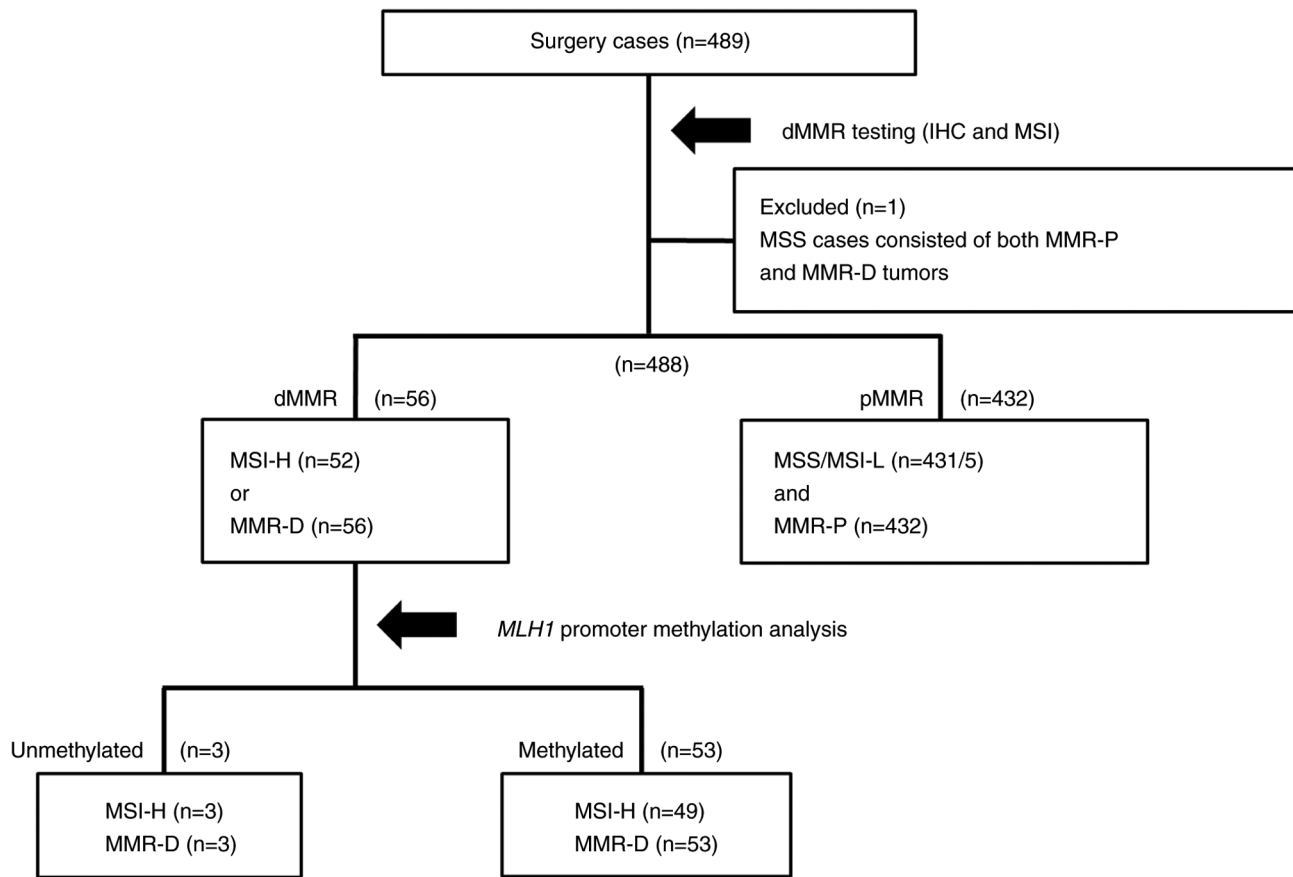 Surgery cases (n=489)
dMMR testing (IHC and MSI)
Excluded (n=1)
MSS cases consisted of both MMR-P
and MMR-D tumors
(n=488)
dMMR (n=56)
pMMR (n=432)
MSI-H (n=52)
or
MMR-D (n=56)
MSS/MSI-L (n=431/5)
and
MMR-P (n=432)
MLH1 promoter methylation analysis
Unmethylated (n=3)
Methylated (n=53)
MSI-H (n=3)
MMR-D (n=3)
MSI-H (n=49)
MMR-D (n=53)